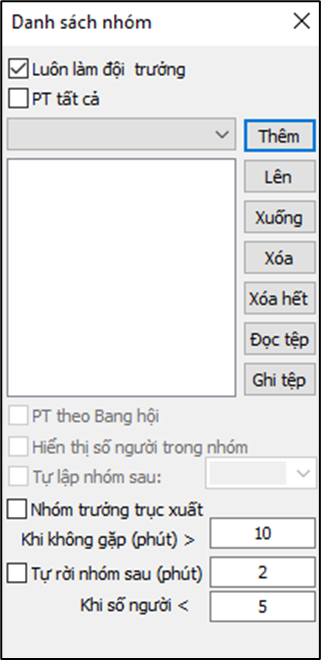 Danh sách nhóm
Luôn làm đội trưởng
PT tất cả
Thêm
Lên
Xuống
Xóa
Xóa hết
Đọc tệp
Ghi tệp
PT theo Bang hội
Hiển thị số người trong nhóm
Tự lập nhóm sau:
Nhóm trưởng trục xuất
Khi không gặp (phút) > 10
Tự rời nhóm sau (phút) 2
Khi số người < 5